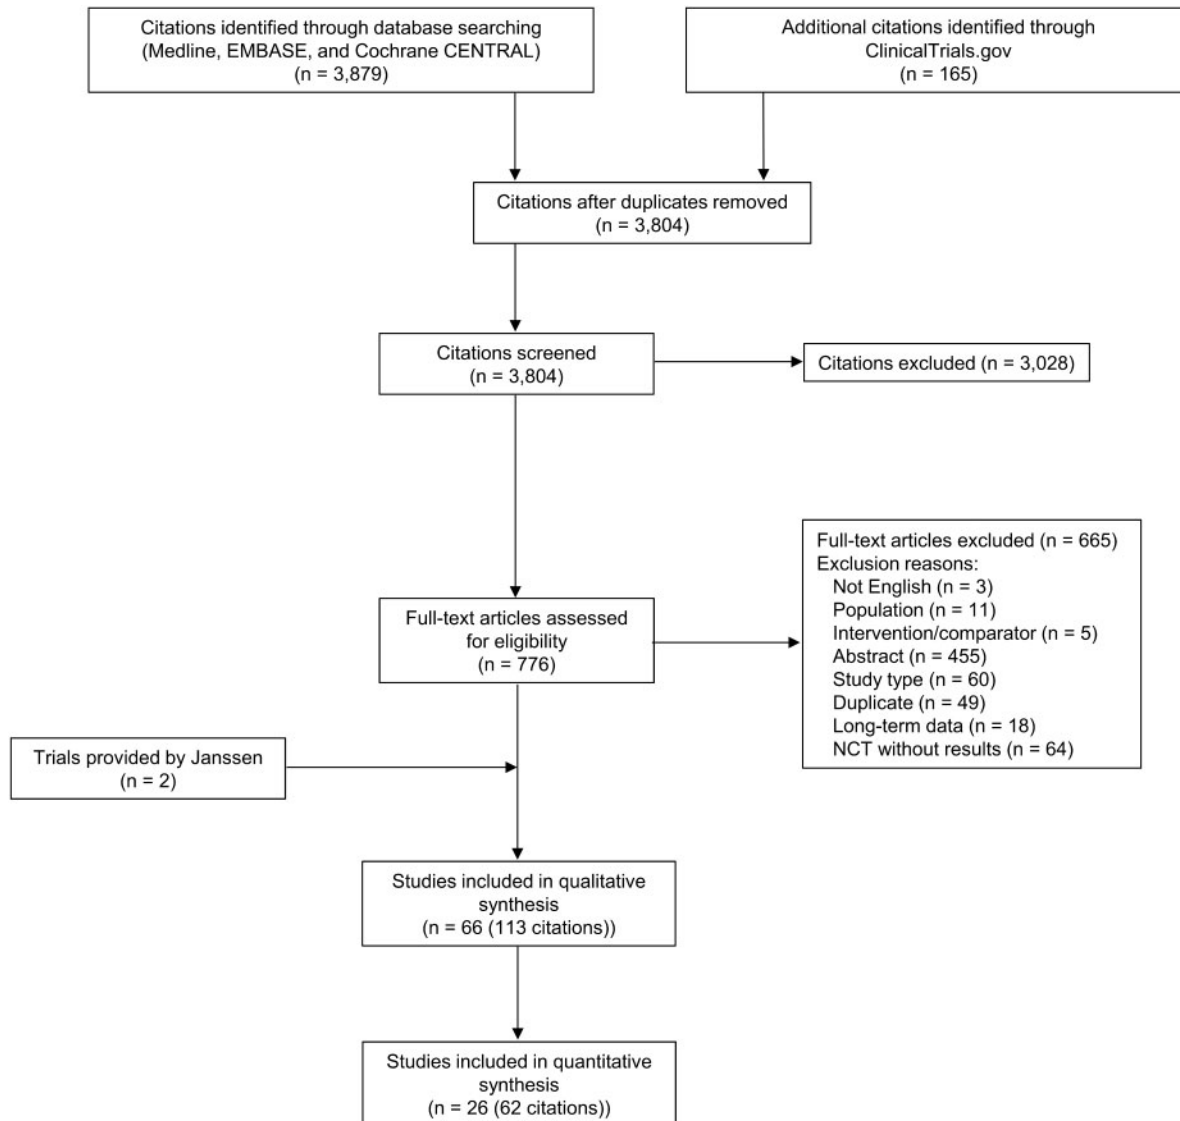 Citations identified through database searching
(Medline, EMBASE, and Cochrane CENTRAL)
(n = 3,879)
Additional citations identified through
ClinicalTrials.gov
(n = 165)
Citations after duplicates removed
(n = 3,804)
Citations screened
(n = 3,804)
Citations excluded (n = 3,028)
Full-text articles assessed
for eligibility
(n = 776)
Full-text articles excluded (n = 665)
Exclusion reasons:
Not English (n = 3)
Population (n = 11)
Intervention/comparator (n = 5)
Abstract (n = 455)
Study type (n = 60)
Duplicate (n = 49)
Long-term data (n = 18)
NCT without results (n = 64)
Trials provided by Janssen
(n = 2)
Studies included in qualitative
synthesis
(n = 66 (113 citations))
Studies included in quantitative
synthesis
(n = 26 (62 citations))